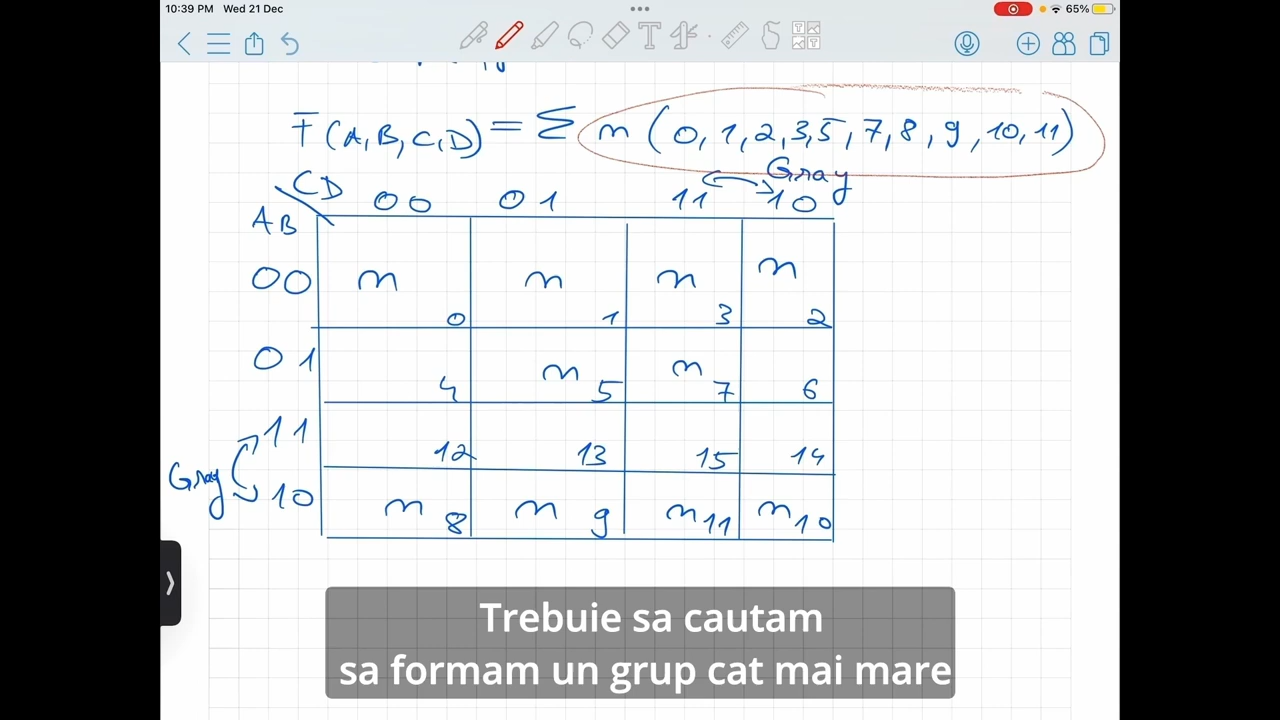 10:39 PM Wed 21 Dec
65%
F̅(A,B,C,D) = Σ m (0,1,2,3,5,7,8,9,10,11)
Gray
CD 00 01 11 10
AB
00 m 0 m 1 m 3 m 2
01 4 m 5 m 7 6
11 12 13 15 14
Gray
10 m 8 m 9 m 11 m 10
Trebuie sa cautam
sa formam un grup cat mai mare